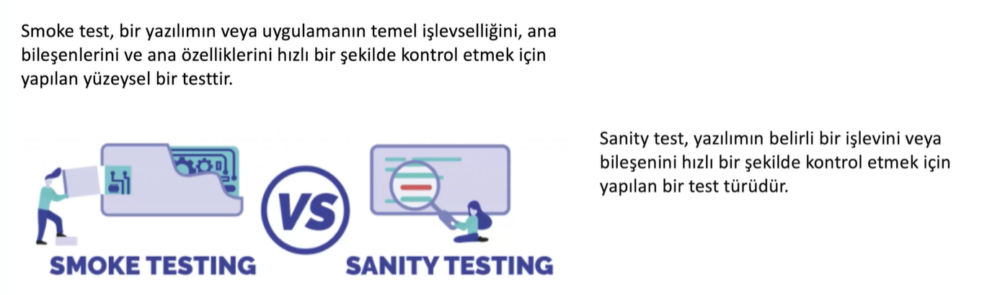 Smoke test, bir yazılımın veya uygulamanın temel işlevselliğini, ana
bileşenlerini ve ana özelliklerini hızlı bir şekilde kontrol etmek için
yapılan yüzeysel bir testtir.
Sanity test, yazılımın belirli bir işlevini veya
bileşenini hızlı bir şekilde kontrol etmek için
yapılan bir test türüdür.
VS
SMOKE TESTING
SANITY TESTING